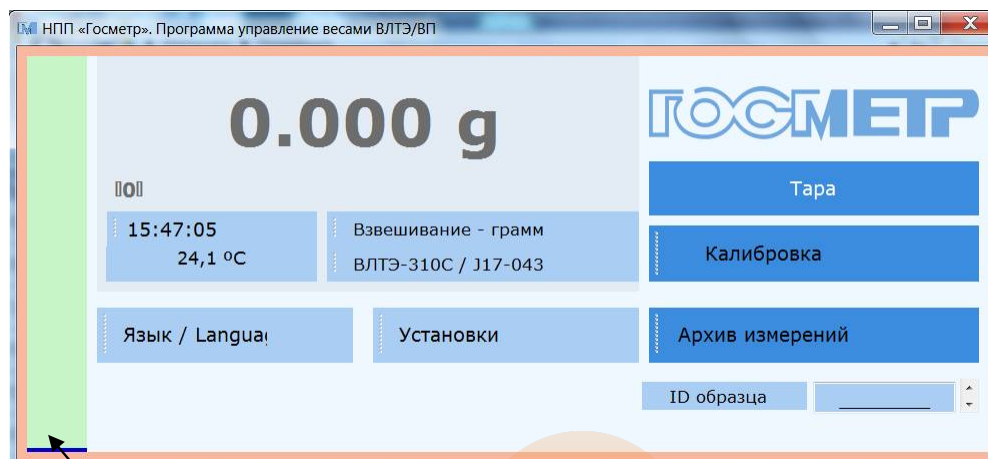 НПП «Госметр». Программа управление весами ВЛТЭ/ВП
0.000 g
ГОСМЕТР
Тара
15:47:05
24,1 ºC
Взвешивание - грамм
ВЛТЭ-310С / J17-043
Калибровка
Язык / Languag
Установки
Архив измерений
ID образца